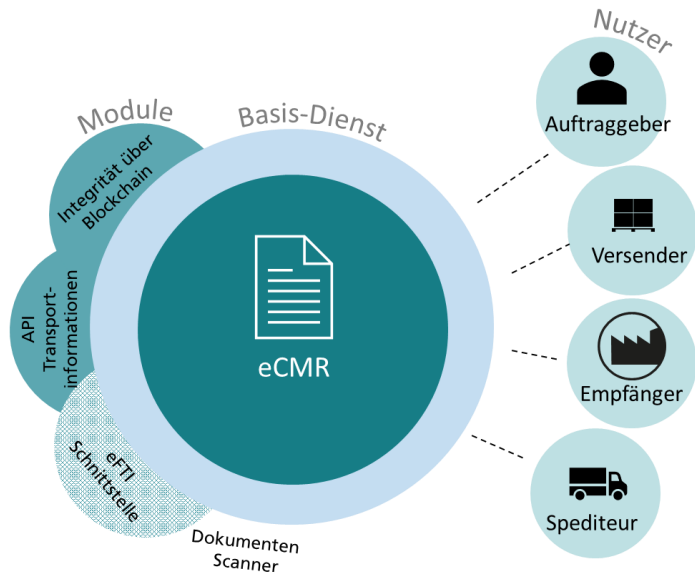 Module
Integrität über
Blockchain
API
Transport-
informationen
eFTI
Schnittstelle
Dokumenten
Scanner
Basis-Dienst
eCMR
Nutzer
Auftraggeber
Versender
Empfänger
Spediteur